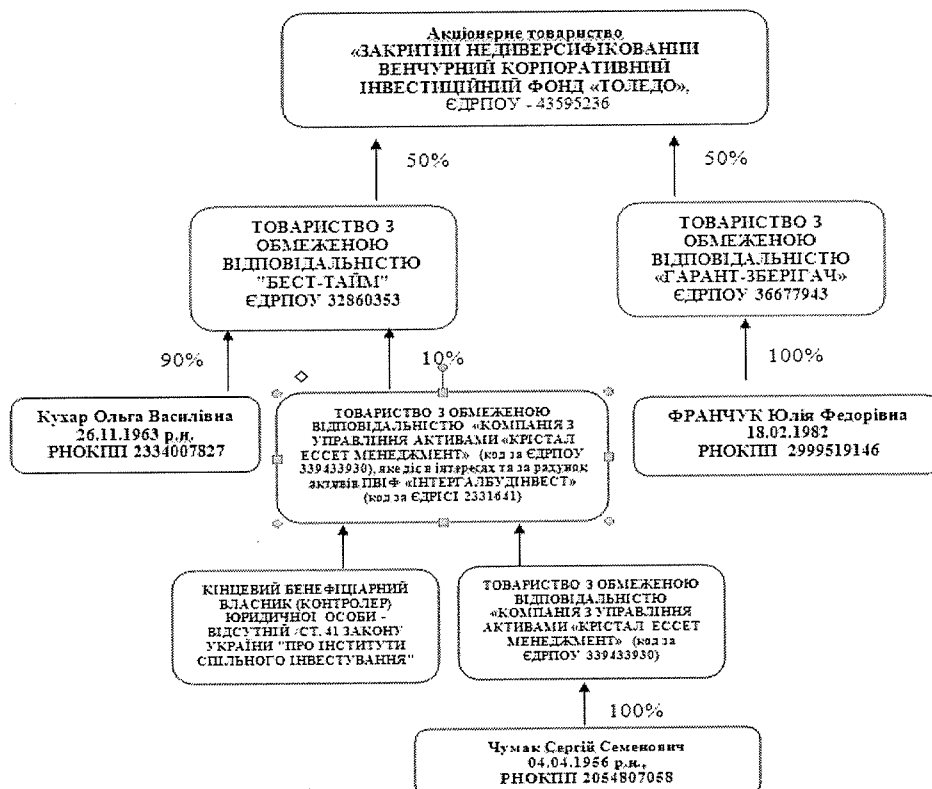 Акціонерне товариство
«ЗАКРИТИЙ НЕДИВЕРСИФІКОВАНИЙ
ВЕНЧУРНИЙ КОРПОРАТИВНИЙ
ІНВЕСТИЦІЙНИЙ ФОНД «ТОЛЕДО»,
ЄДРПОУ - 43595236
50%
50%
ТОВАРИСТВО З
ОБМЕЖЕНОЮ
ВІДПОВІДАЛЬНІСТЮ
"БЕСТ-ТАЙМ"
ЄДРПОУ 32860353
ТОВАРИСТВО З
ОБМЕЖЕНОЮ
ВІДПОВІДАЛЬНІСТЮ
«ГАРАНТ-ЗБЕРІГАЧ»
ЄДРПОУ 36677943
90%
10%
100%
Кухар Ольга Василівна
26.11.1963 р.н.
РНОКПП 2334007827
ТОВАРИСТВО З ОБМЕЖЕНОЮ
ВІДПОВІДАЛЬНІСТЮ «КОМПАНІЯ З
УПРАВЛІННЯ АКТИВАМИ «КРІСТАЛ
ЕССЕТ МЕНЕДЖМЕНТ» (код за ЄДРПОУ
339433930), яке діє в інтересах та за рахунок
активів ПВІФ «ІНТЕРГАЛБУДІНВЕСТ»
(код за ЄДРІСІ 2331641)
ФРАНЧУК Юлія Федорівна
18.02.1982
РНОКПП 2999519146
КІНЦЕВИЙ БЕНЕФІЦІАРНИЙ
ВЛАСНИК (КОНТРОЛЕР)
ЮРИДИЧНОЇ ОСОБИ -
ВІДСУТНІЙ /СТ. 41 ЗАКОНУ
УКРАЇНИ "ПРО ІНСТИТУТИ
СПІЛЬНОГО ІНВЕСТУВАННЯ"
ТОВАРИСТВО З ОБМЕЖЕНОЮ
ВІДПОВІДАЛЬНІСТЮ
«КОМПАНІЯ З УПРАВЛІННЯ
АКТИВАМИ «КРІСТАЛ ЕССЕТ
МЕНЕДЖМЕНТ» (код за
ЄДРПОУ 339433930)
100%
Чумак Сергій Семенович
04.04.1956 р.н.,
РНОКПП 2054807058